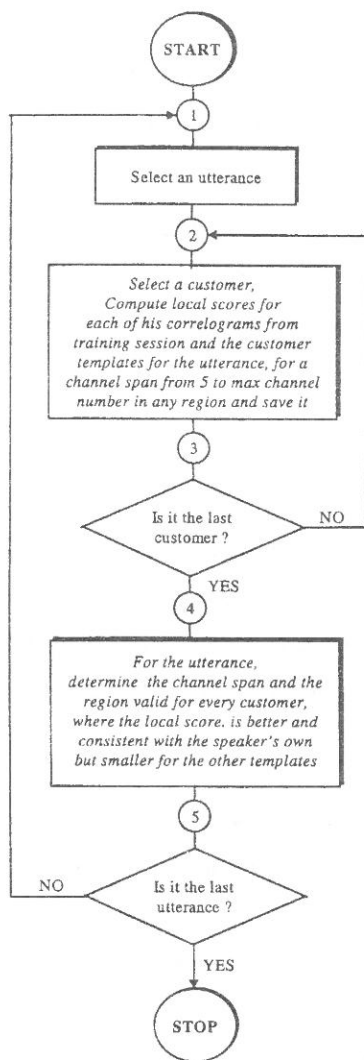 START
1
Select an utterance
2
Select a customer,
Compute local scores for
each of his correlograms from
training session and the customer
templates for the utterance, for a
channel span from 5 to max channel
number in any region and save it
3
Is it the last
customer ?
NO
YES
4
For the utterance,
determine the channel span and the
region valid for every customer,
where the local score. is better and
consistent with the speaker's own
but smaller for the other templates
5
NO
Is it the last
utterance ?
YES
STOP